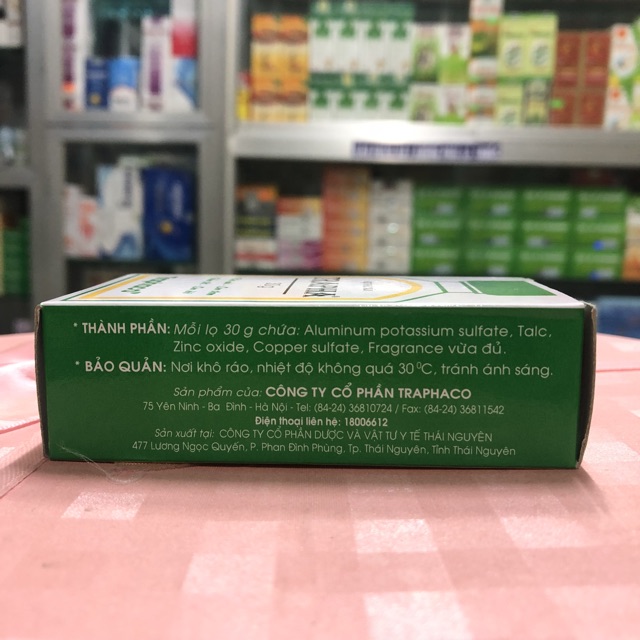 * THÀNH PHẦN: Mỗi lọ 30 g chứa: Aluminum potassium sulfate, Talc,
Zinc oxide, Copper sulfate, Fragrance vừa đủ.
* BẢO QUẢN: Nơi khô ráo, nhiệt độ không quá 30 °C, tránh ánh sáng.
Sản phẩm của: CÔNG TY CỔ PHẦN TRAPHACO
75 Yên Ninh - Ba Đình - Hà Nội - Tel: (84-24) 36810724 / Fax: (84-24) 36811542
Điện thoại liên hệ: 18006612
Sản xuất tại: CÔNG TY CỔ PHẦN DƯỢC VÀ VẬT TƯ Y TẾ THÁI NGUYÊN
477 Lương Ngọc Quyến, P. Phan Đình Phùng, Tp. Thái Nguyên, Tỉnh Thái Nguyên